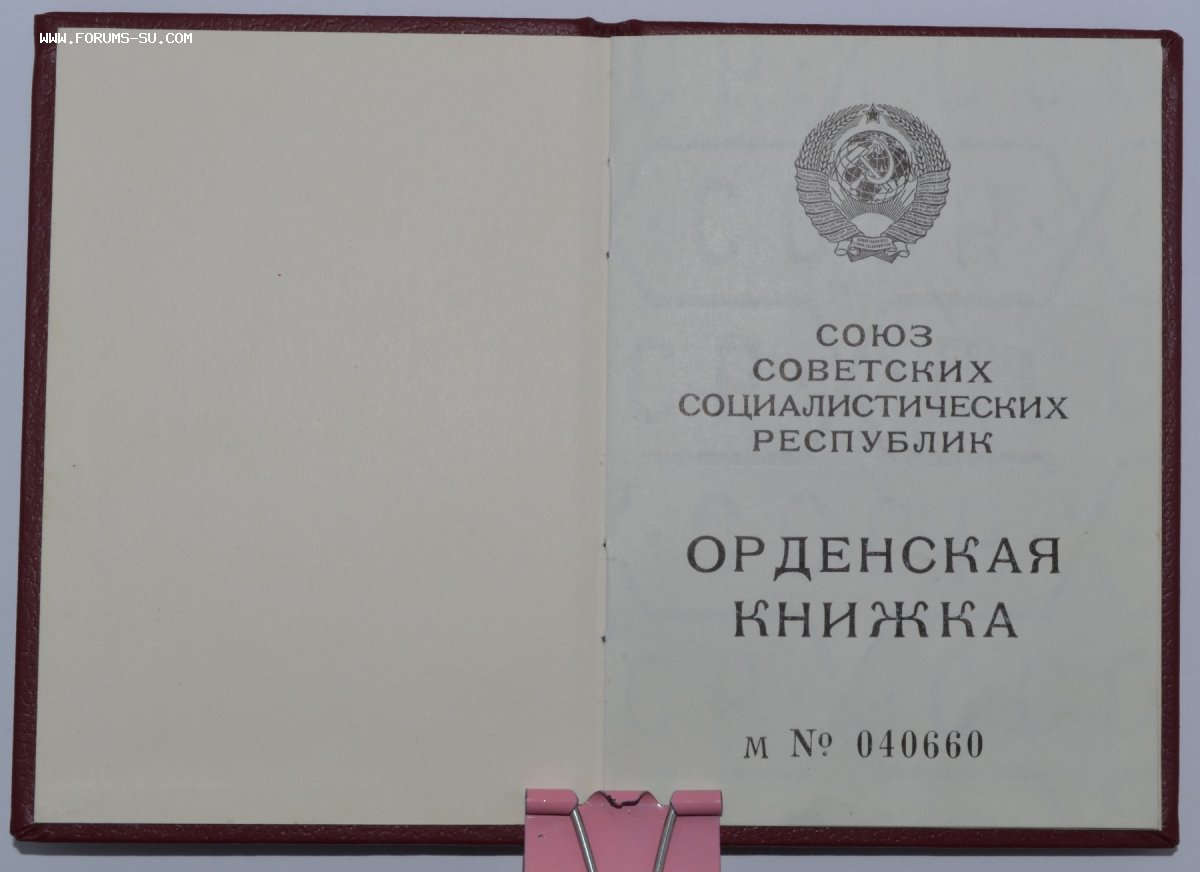 WWW.FORUMS-SU.COM
СОЮЗ
СОВЕТСКИХ
СОЦИАЛИСТИЧЕСКИХ
РЕСПУБЛИК
ОРДЕНСКАЯ
КНИЖКА
М № 040660